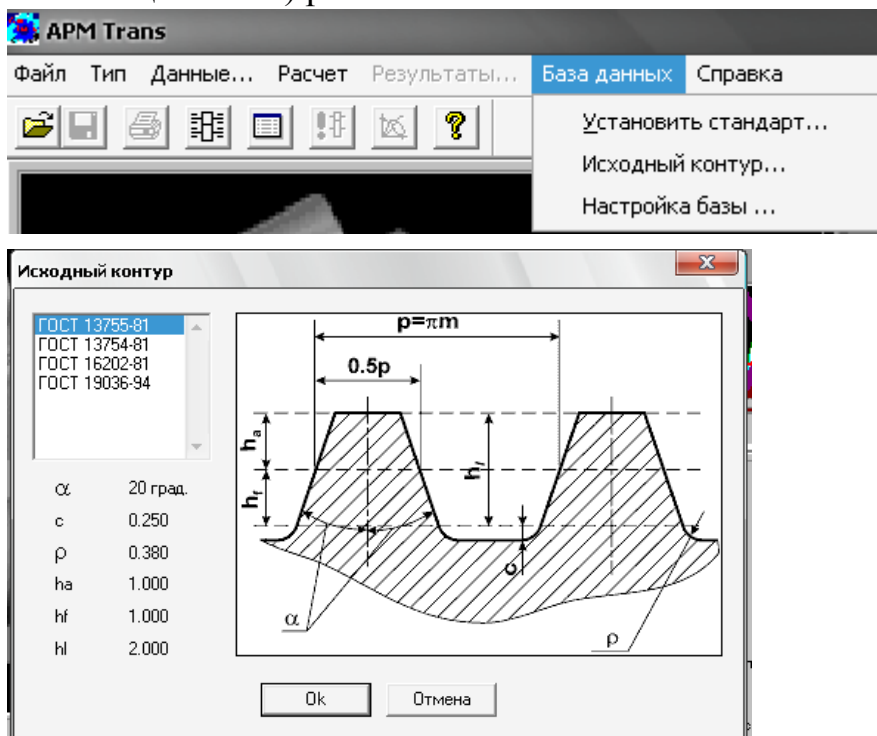 APM Trans
Файл Тип Данные... Расчет Результаты... База данных Справка
Установить стандарт...
Исходный контур...
Настройка базы ...
Исходный контур
ГОСТ 13755-81
ГОСТ 13754-81
ГОСТ 16202-81
ГОСТ 19036-94
α 20 град.
c 0.250
ρ 0.380
ha 1.000
hf 1.000
hl 2.000
p=πm
0.5p
ha
hf
hl
c
α
ρ
Ok Отмена